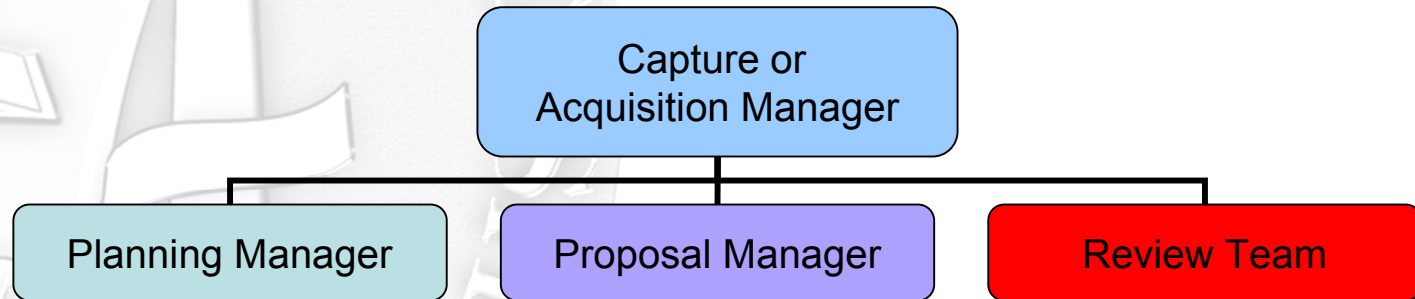 Capture or
Acquisition Manager
Planning Manager
Proposal Manager
Review Team